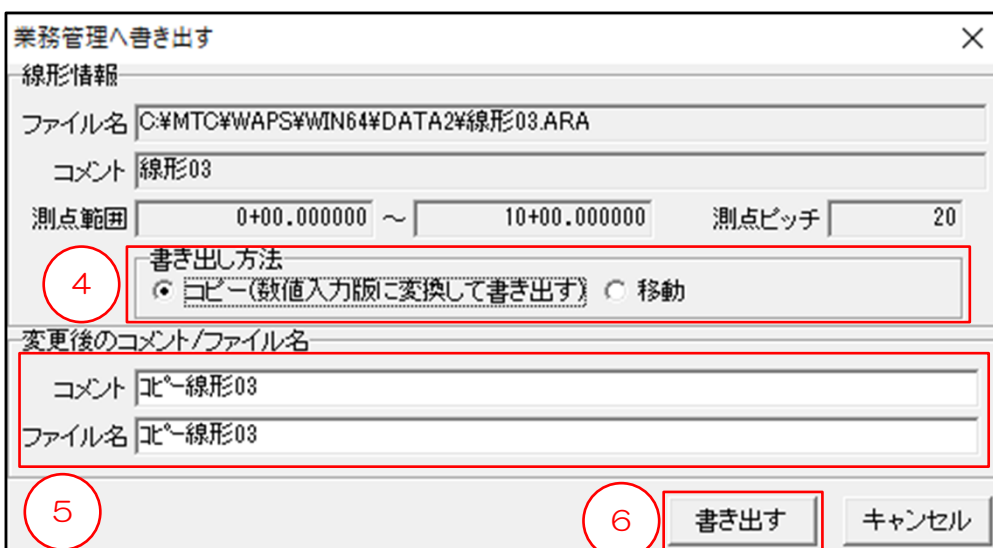 業務管理へ書き出す
線形情報
ファイル名 C:¥MTC¥WAPS¥WIN64¥DATA2¥線形03.ARA
コメント 線形03
測点範囲 0+00.000000 ～ 10+00.000000 測点ピッチ 20
④
書き出し方法
コピー(数値入力版に変換して書き出す) 移動
変更後のコメント/ファイル名
コメント ｺﾋﾟｰ線形03
ファイル名 ｺﾋﾟｰ線形03
⑤ ⑥ 書き出す キャンセル